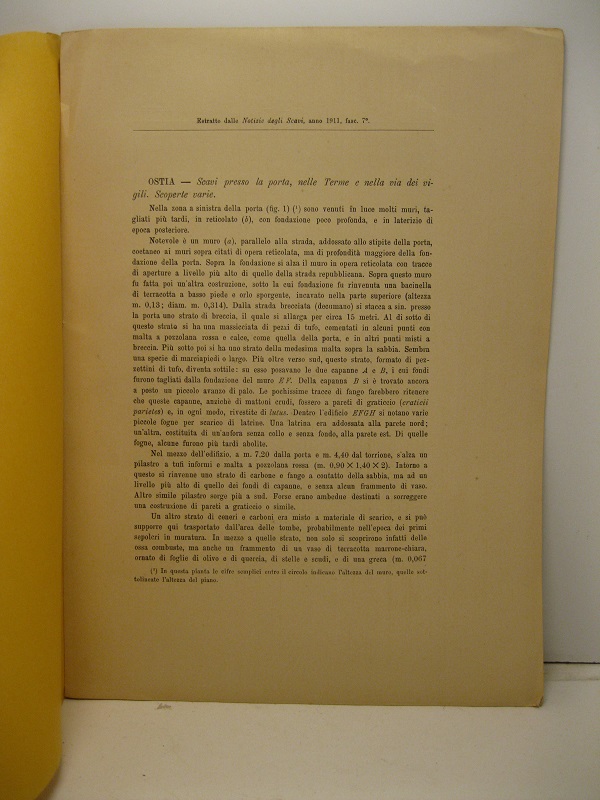 Estratto dalle Notizie degli Scavi, anno 1911, fasc. 7°.
OSTIA — Scavi presso la porta, nelle Terme e nella via dei vi-
gili. Scoperte varie.
Nella zona a sinistra della porta (fig. 1) (¹) sono venuti in luce molti muri, ta-
gliati più tardi, in reticolato (b), con fondazione poco profonda, e in laterizio di
epoca posteriore.
Notevole è un muro (a), parallelo alla strada, addossato allo stipite della porta,
costaneo ai muri sopra citati di opera reticolata, ma di profondità maggiore della fon-
dazione della porta. Sopra la fondazione si alza il muro in opera reticolata con tracce
di aperture a livello più alto di quello della strada repubblicana. Sopra questo muro
fu fatta poi un'altra costruzione, sotto la cui fondazione fu rinvenuta una bacinella
di terracotta a basso piede e orlo sporgente, incavato nella parte superiore (altezza
m. 0,13; diam. m. 0,314). Dalla strada brecciata (decumano) si stacca a sin. presso
la porta uno strato di breccia, il quale si allarga per circa 15 metri. Al di sotto di
questo strato si ha una massicciata di pezzi di tufo, cementati in alcuni punti con
malta a pozzolana rossa e calce, come quella della porta, e in altri punti misti a
breccia. Più sotto poi si ha uno strato della medesima malta sopra la sabbia. Sembra
una specie di marciapiedi o largo. Più oltre verso sud, questo strato, formato di pez-
zettini di tufo, diventa sottile: su esso posavano le due capanne A e B, i cui fondi
furono tagliati dalla fondazione del muro EF. Della capanna B si è trovato ancora
a posto un piccolo avanzo di palo. Le pochissime tracce di fango farebbero ritenere
che queste capanne, anzichè di mattoni crudi, fossero a pareti di graticcio (craticii
parietes) e, in ogni modo, rivestite di lutus. Dentro l'edificio EFGH si notano varie
piccole fogne per scarico di latrine. Una latrina era addossata alla parete nord;
un'altra, costituita di un'anfora senza collo e senza fondo, alla parete est. Di quelle
fogne, alcune furono più tardi abolite.
Nel mezzo dell'edifizio, a m. 7,20 dalla porta e m. 4,40 dal torrione, s'alza un
pilastro a tufi informi e malta a pozzolana rossa (m. 0,90 × 1,40 × 2). Intorno a
questo si rinvenne uno strato di carbone e fango a contatto della sabbia, ma ad un
livello più alto di quello dei fondi di capanne, e senza alcun frammento di vaso.
Altro simile pilastro sorge più a sud. Forse erano ambedue destinati a sorreggere
una costruzione di pareti a graticcio o simile.
Un altro strato di ceneri e carboni era misto a materiale di scarico, e si può
supporre qui trasportato dall'area delle tombe, probabilmente nell'epoca dei primi
sepolcri in muratura. In mezzo a quelle strato, non solo si scoprirono infatti delle
ossa combuste, ma anche un frammento di un vaso di terracotta marrone-chiara,
ornato di foglie di olivo e di quercia, di stelle e scudi, e di una greca (m. 0,067
(¹) In questa pianta le cifre semplici entro il circolo indicano l'altezza del muro, quelle sot-
tolineate l'altezza del piano.